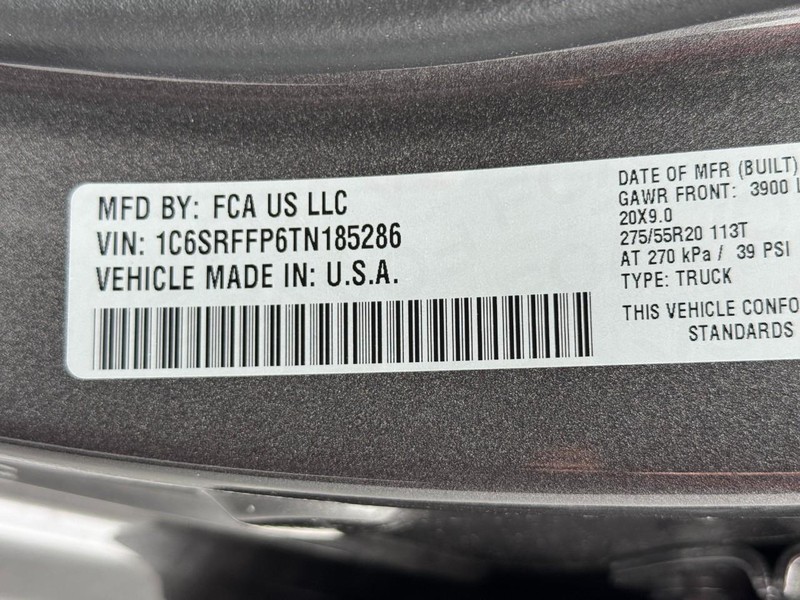 MFD BY: FCA US LLC
VIN: 1C6SRFFP6TN185286
VEHICLE MADE IN: U.S.A.
DATE OF MFR (BUILT)
GAWR FRONT: 3900
20X9.0
275/55R20 113T
AT 270 kPa / 39 PSI
TYPE: TRUCK
THIS VEHICLE CONFO
STANDARDS